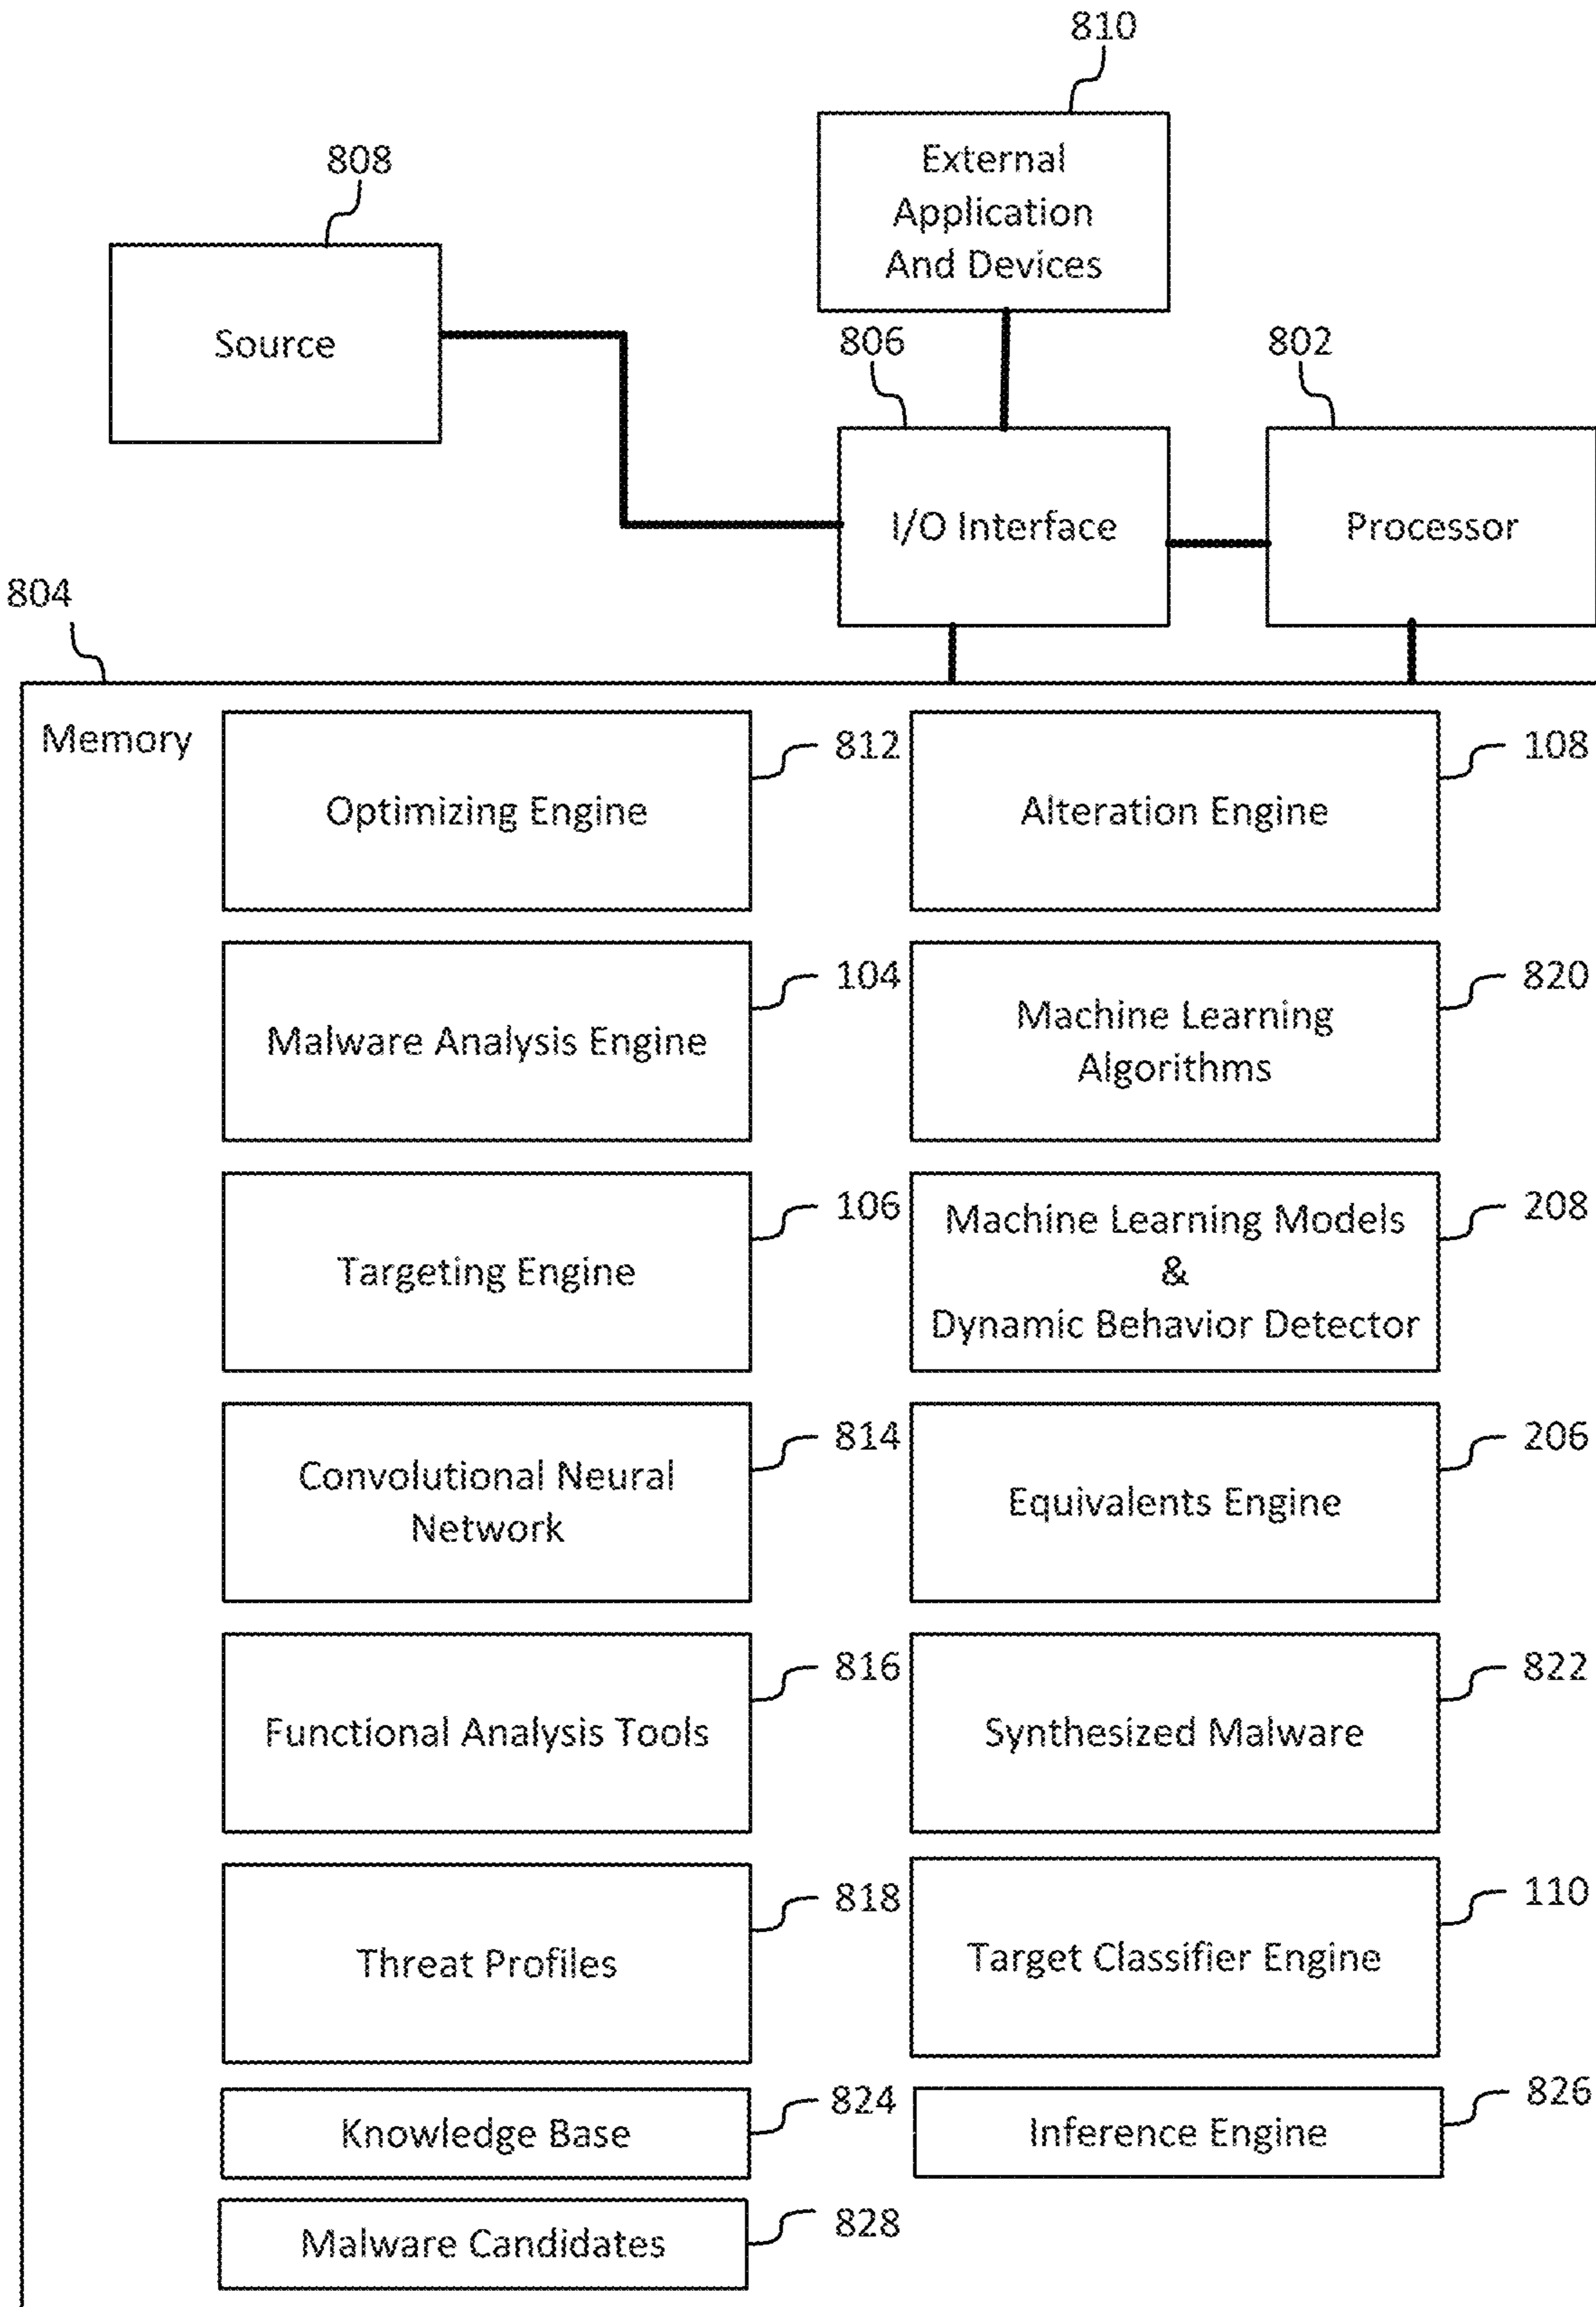 810
External
Application
And Devices
808
Source
806
I/O Interface
802
Processor
804
Memory
Optimizing Engine
812
Alteration Engine
108
Malware Analysis Engine
104
Machine Learning
Algorithms
820
Targeting Engine
106
Machine Learning Models
&
Dynamic Behavior Detector
208
Convolutional Neural
Network
814
Equivalents Engine
206
Functional Analysis Tools
816
Synthesized Malware
822
Threat Profiles
818
Target Classifier Engine
110
Knowledge Base
824
Inference Engine
826
Malware Candidates
828